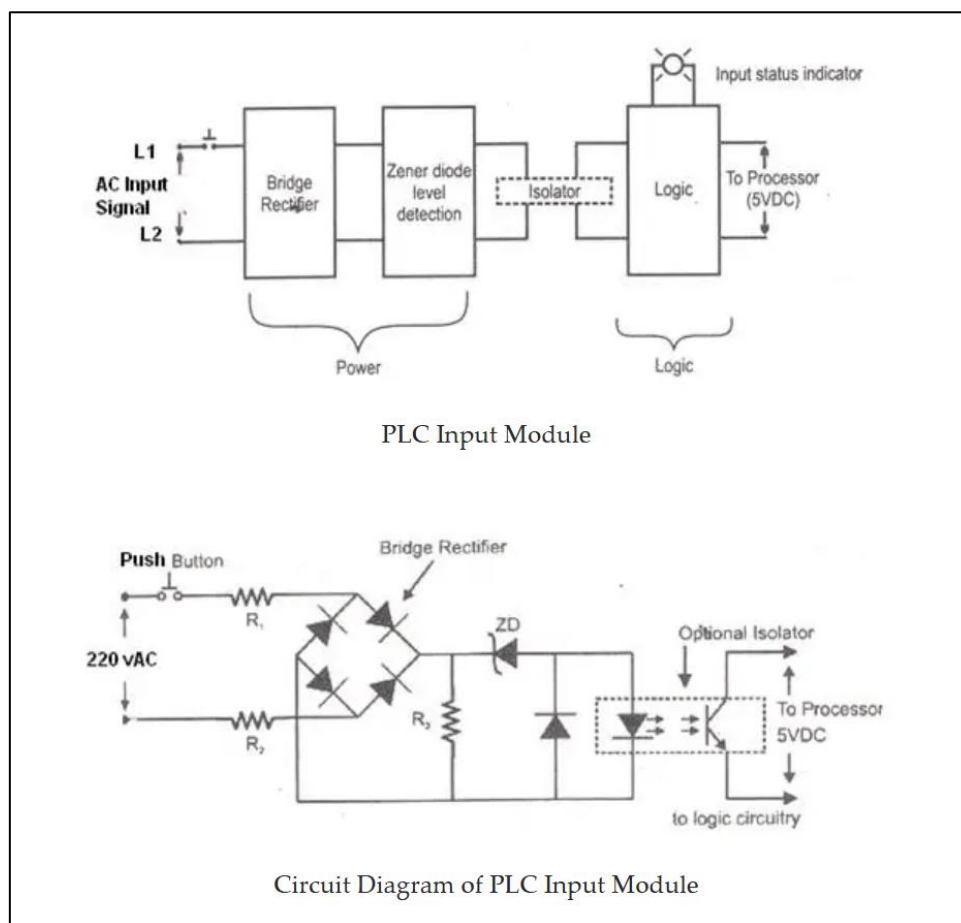 Input status indicator
L1
AC Input
Signal
L2
Bridge
Rectifier
Zener diode
level
detection
Isolator
Logic
To Processor
(5VDC)
Power
Logic
PLC Input Module
Push Button
Bridge Rectifier
R1
220 vAC
R2
R3
ZD
Optional Isolator
To Processor
5VDC
to logic circuitry
Circuit Diagram of PLC Input Module